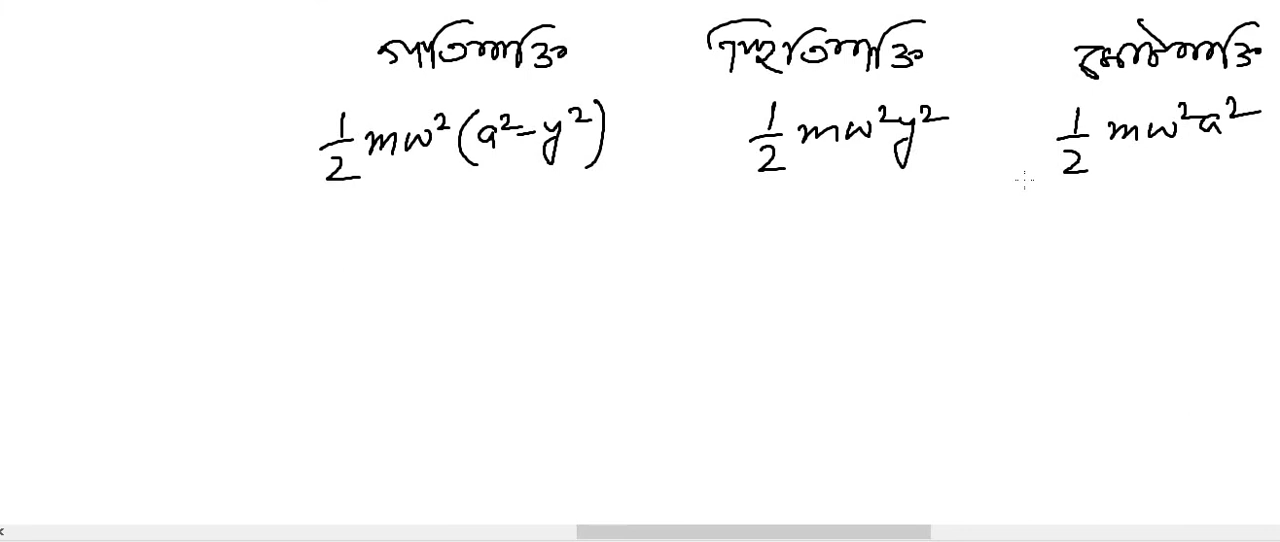 গতিশক্তি স্থিতিশক্তি মোটশক্তি
1/2 mω²(a²-y²) 1/2 mω²y² 1/2 mω²a²